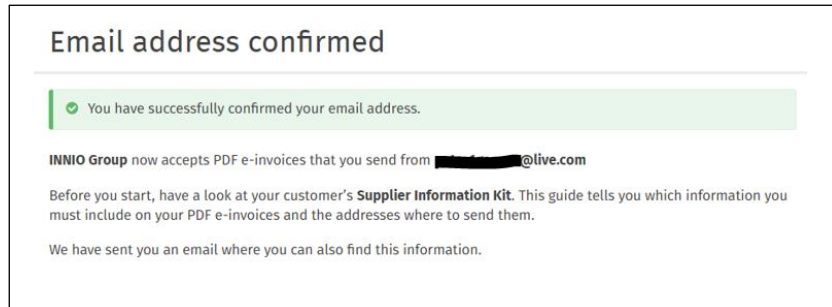 Email address confirmed
You have successfully confirmed your email address.
INNIO Group now accepts PDF e-invoices that you send from @live.com
Before you start, have a look at your customer's Supplier Information Kit. This guide tells you which information you
must include on your PDF e-invoices and the addresses where to send them.
We have sent you an email where you can also find this information.